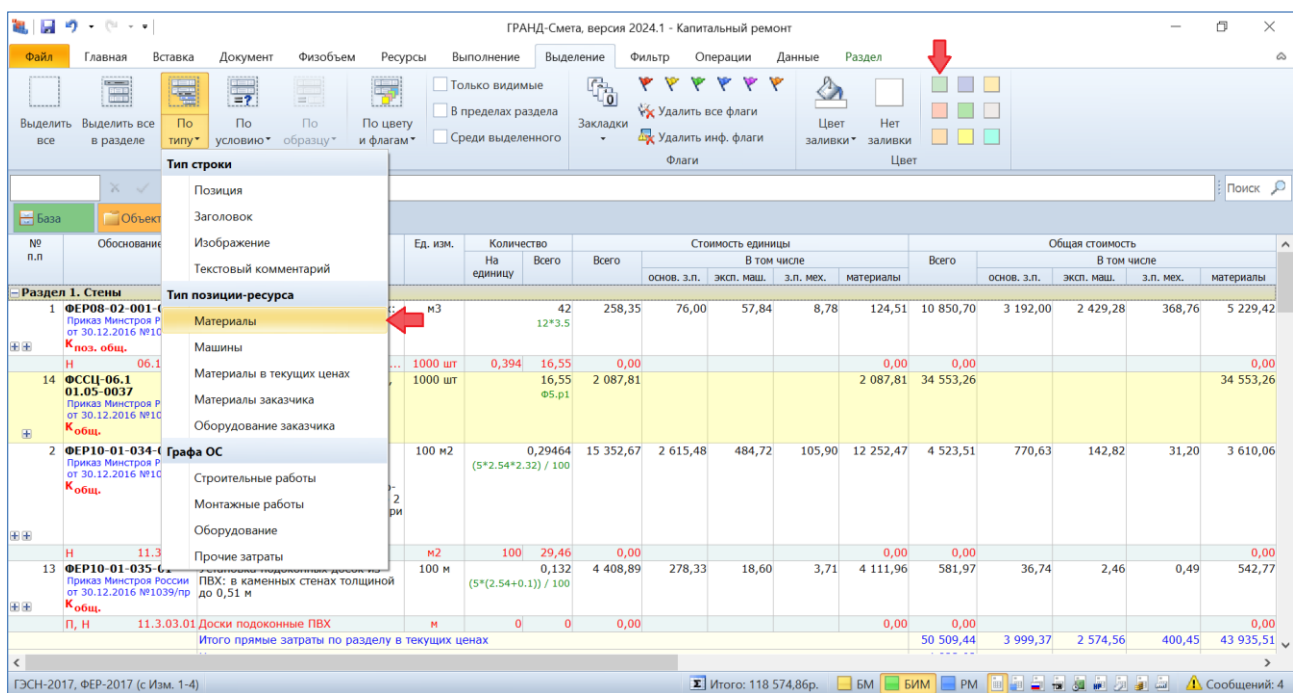 ГРАНД-Смета, версия 2024.1 - Капитальный ремонт
Файл Главная Вставка Документ Физобъем Ресурсы Выполнение Выделение Фильтр Операции Данные Раздел
Выделить все
Выделить все в разделе
По типу
По условию
По образцу
По цвету и флагам
Только видимые
В пределах раздела
Среди выделенного
Закладки
Удалить все флаги
Удалить инф. флаги
Флаги
Цвет заливки
Нет заливки
Цвет
Тип строки
Позиция
Заголовок
Изображение
Текстовый комментарий
Тип позиции-ресурса
Материалы
Машины
Материалы в текущих ценах
Материалы заказчика
Оборудование заказчика
Графа ОС
Строительные работы
Монтажные работы
Оборудование
Прочие затраты
Поиск
База Объект
№ п.п Обоснование Ед. изм. Количество Стоимость единицы Общая стоимость
На единицу Всего Всего В том числе Всего В том числе
основ. з.п. эксп. маш. з.п. мех. материалы основ. з.п. эксп. маш. з.п. мех. материалы
Раздел 1. Стены
1 ФЕР08-02-001- м3 42 258,35 76,00 57,84 8,78 124,51 10 850,70 3 192,00 2 429,28 368,76 5 229,42
Приказ Минстроя 12*3.5
от 30.12.2016 №10
К поз. общ.
Н 06.1 ... 1000 шт 0,394 16,55 0,00 0,00 0,00 0,00
14 ФССЦ-06.1 1000 шт 16,55 2 087,81 2 087,81 34 553,26 34 553,26
01.05-0037 Ф5.р1
Приказ Минстроя
от 30.12.2016 №10
К общ.
2 ФЕР10-01-034- 100 м2 0,29464 15 352,67 2 615,48 484,72 105,90 12 252,47 4 523,51 770,63 142,82 31,20 3 610,06
Приказ Минстроя (5*2.54*2.32) / 100
от 30.12.2016 №10
К общ.
2
ри
Н 11.3 м2 100 29,46 0,00 0,00 0,00 0,00
13 ФЕР10-01-035-01 Установка подоконных досок из 100 м 0,132 4 408,89 278,33 18,60 3,71 4 111,96 581,97 36,74 2,46 0,49 542,77
Приказ Минстроя России ПВХ: в каменных стенах толщиной (5*(2.54+0.1)) / 100
от 30.12.2016 №1039/пр до 0,51 м
К общ.
П, Н 11.3.03.01 Доски подоконные ПВХ м 0 0 0,00 0,00 0,00 0,00
Итого прямые затраты по разделу в текущих ценах 50 509,44 3 999,37 2 574,56 400,45 43 935,51
ГЭСН-2017, ФЕР-2017 (с Изм. 1-4) Итого: 118 574,86р. БМ БИМ РМ Сообщений: 4